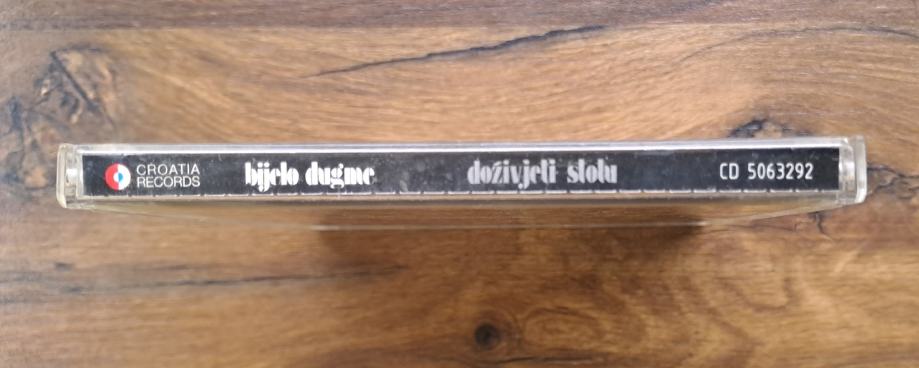 CROATIA
RECORDS
bijelo dugme
doživjeti stotu
CD 5063292